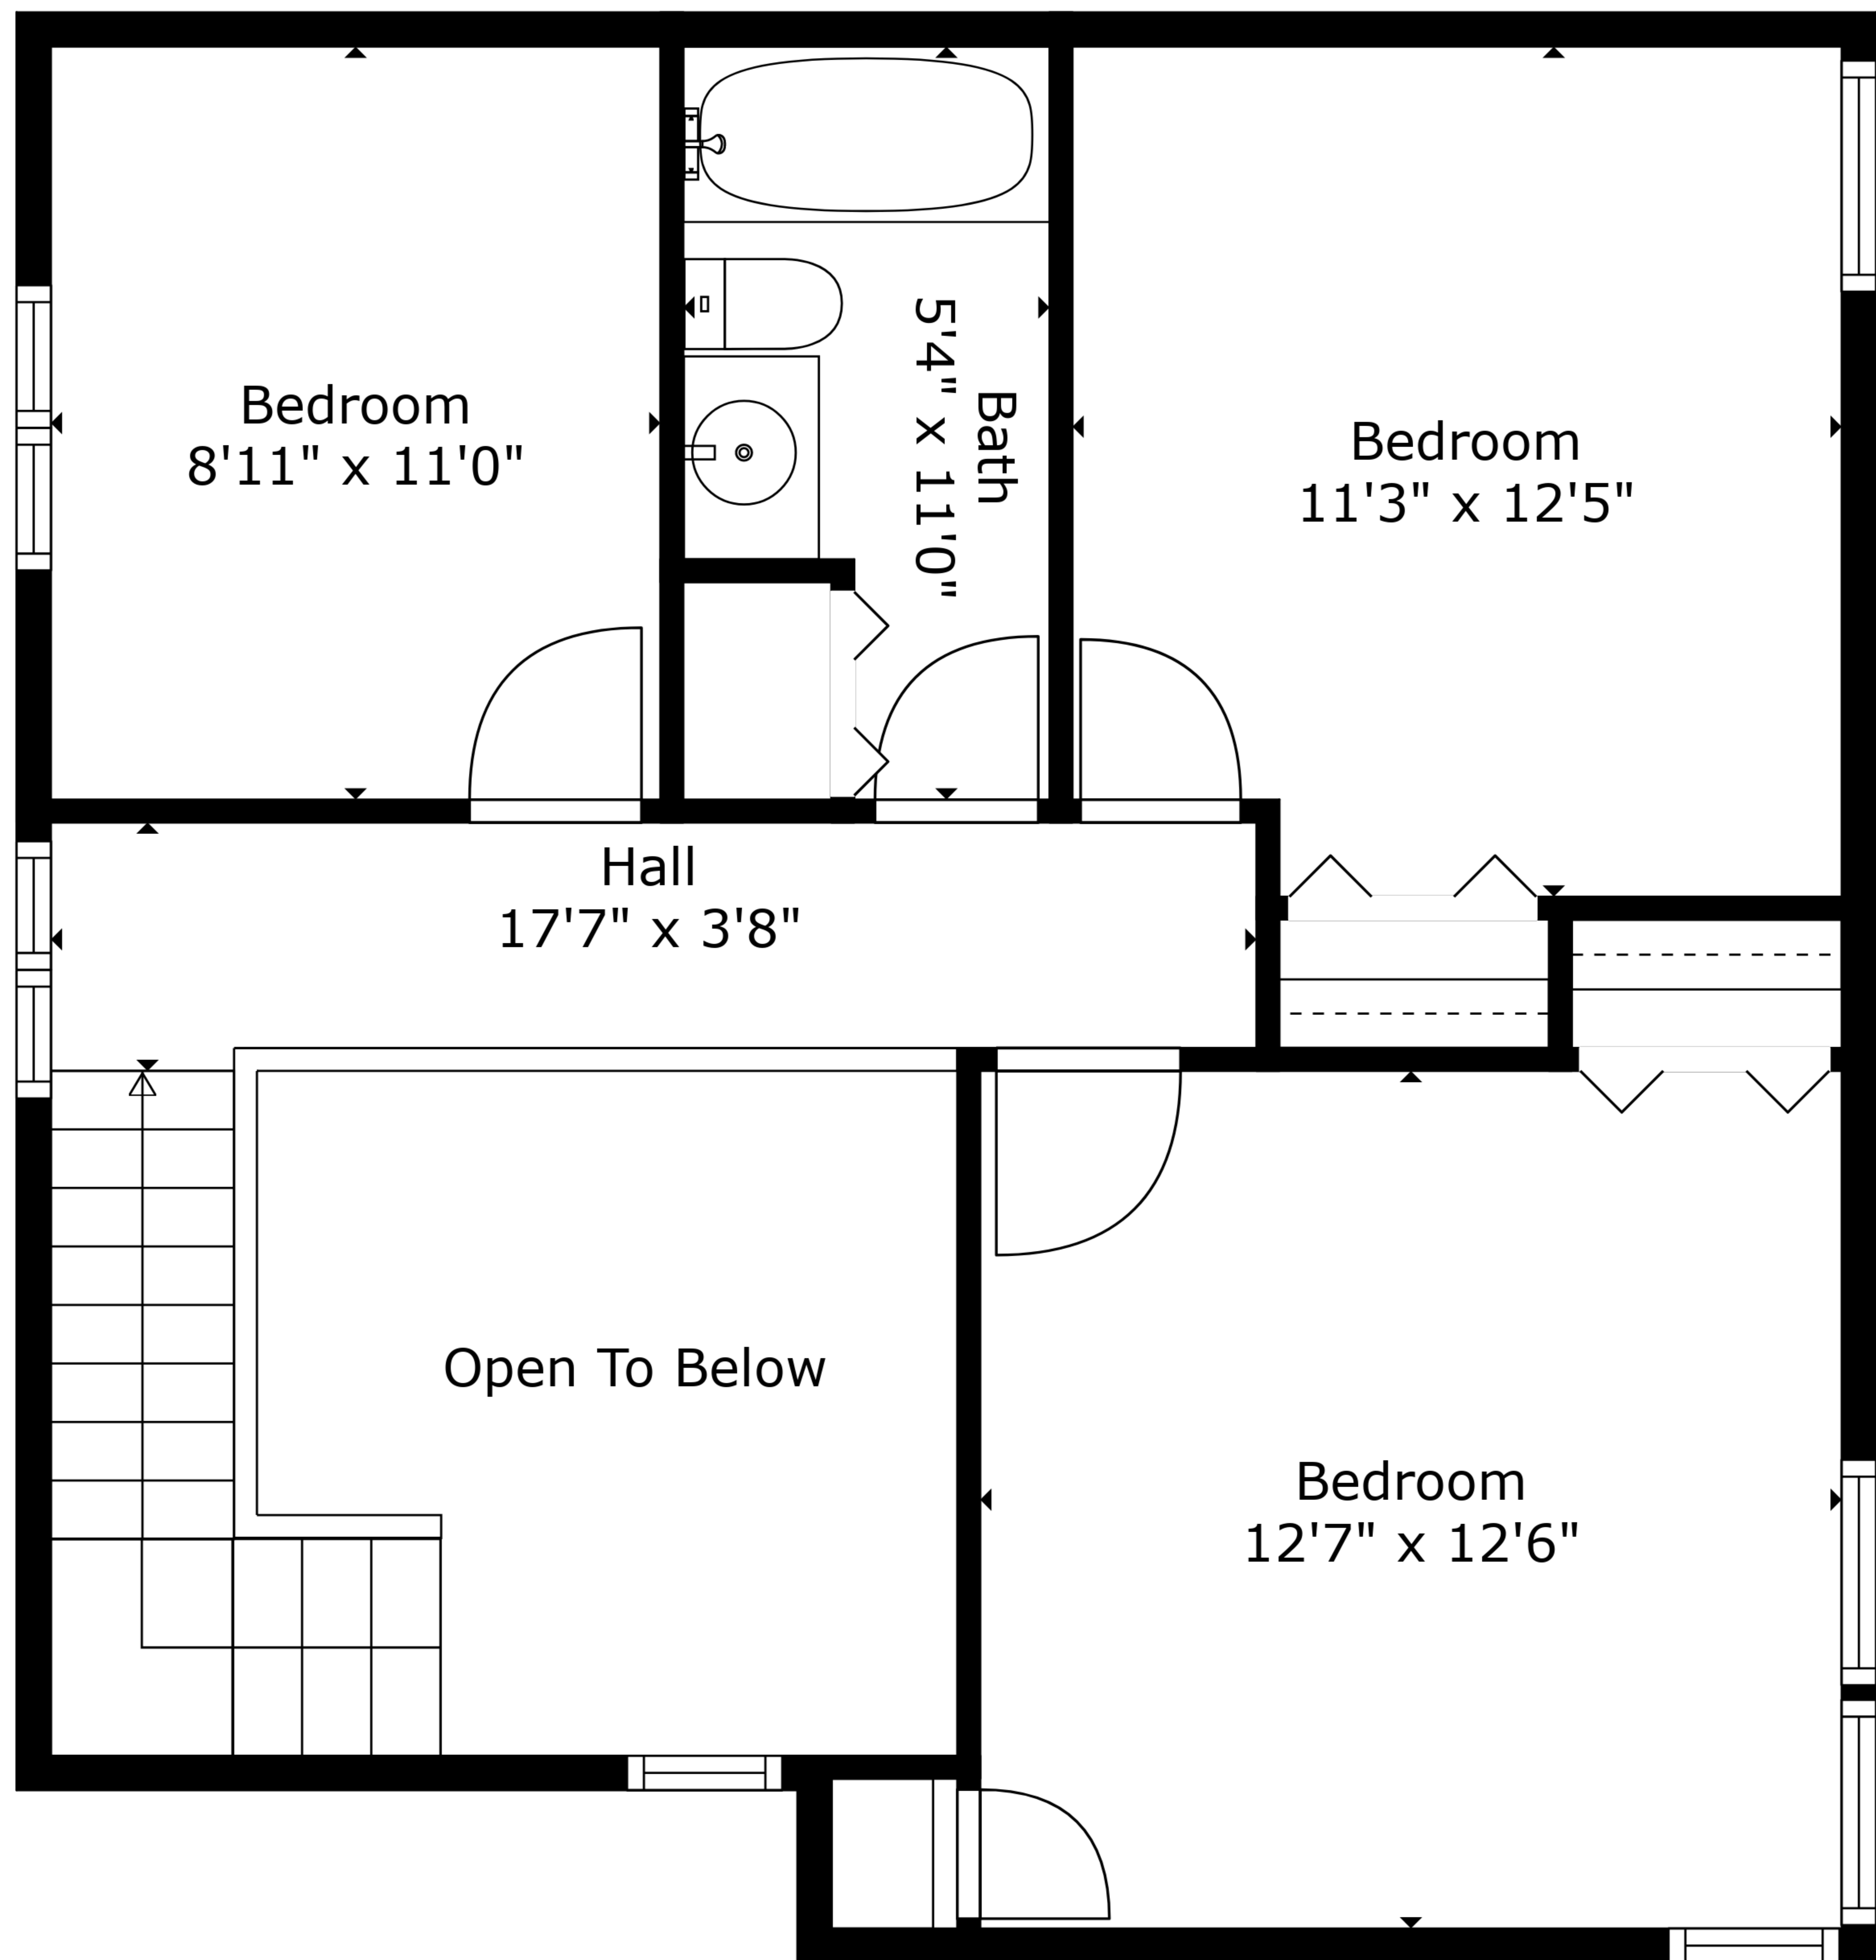 Bedroom
8'11" x 11'0"
Bath
5'4" x 11'0"
Bedroom
11'3" x 12'5"
Hall
17'7" x 3'8"
Open To Below
Bedroom
12'7" x 12'6"